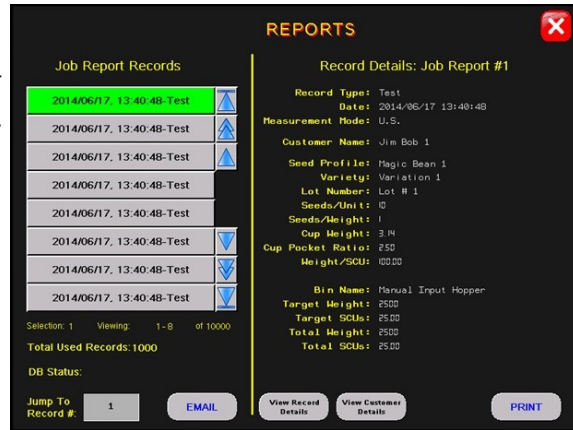 REPORTS
Job Report Records
2014/06/17, 13:40:48-Test
2014/06/17, 13:40:48-Test
2014/06/17, 13:40:48-Test
2014/06/17, 13:40:48-Test
2014/06/17, 13:40:48-Test
2014/06/17, 13:40:48-Test
2014/06/17, 13:40:48-Test
2014/06/17, 13:40:48-Test
Selection: 1 Viewing: 1-8 of 10000
Total Used Records: 1000
DB Status:
Jump To
Record #: 1
EMAIL
Record Details: Job Report #1
Record Type: Test
Date: 2014/06/17 13:40:48
Measurement Mode: U.S.
Customer Name: Jim Bob 1
Seed Profile: Magic Bean 1
Variety: Variation 1
Lot Number: Lot # 1
Seeds/Unit: 10
Seeds/Weight: 1
Cup Weight: 3.14
Cup Pocket Ratio: 2.50
Weight/SCU: 100.00
Bin Name: Manual Input Hopper
Target Weight: 2500
Target SCUs: 25.00
Total Weight: 2500
Total SCUs: 25.00
View Record
Details
View Customer
Details
PRINT